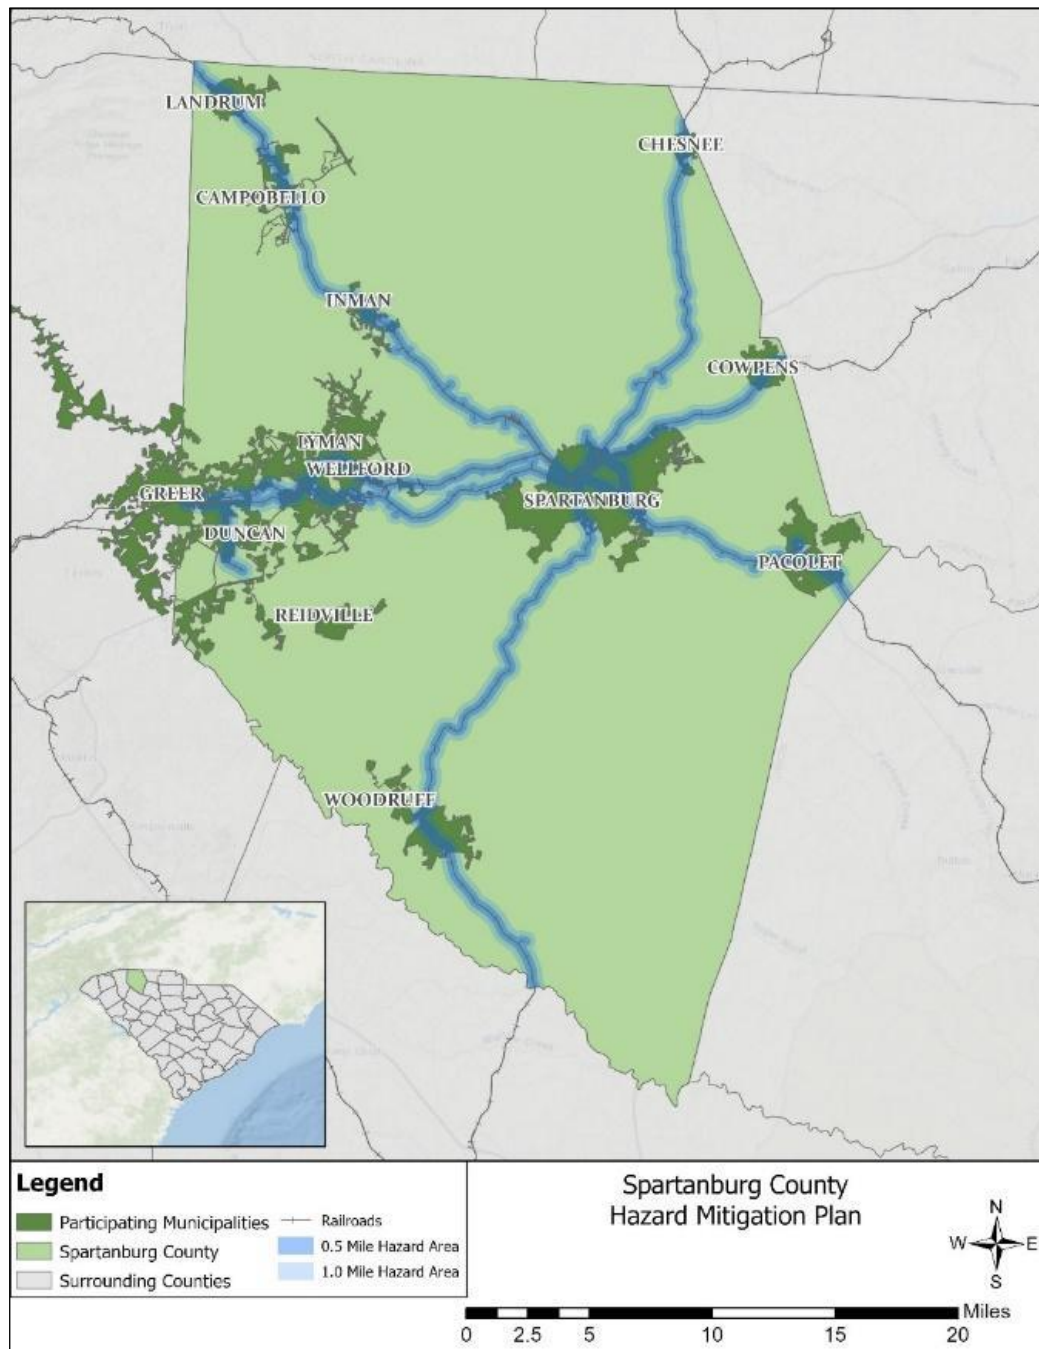 LANDRUM
CHESNEE
CAMPOBELLO
INMAN
COWPENS
LYMAN
WELLFORD
GREER
SPARTANBURG
DUNCAN
PACOLET
REIDVILLE
WOODRUFF
Legend
Participating Municipalities
Spartanburg County
Surrounding Counties
Railroads
0.5 Mile Hazard Area
1.0 Mile Hazard Area
Spartanburg County
Hazard Mitigation Plan
N
W E
S
Miles
0 2.5 5 10 15 20